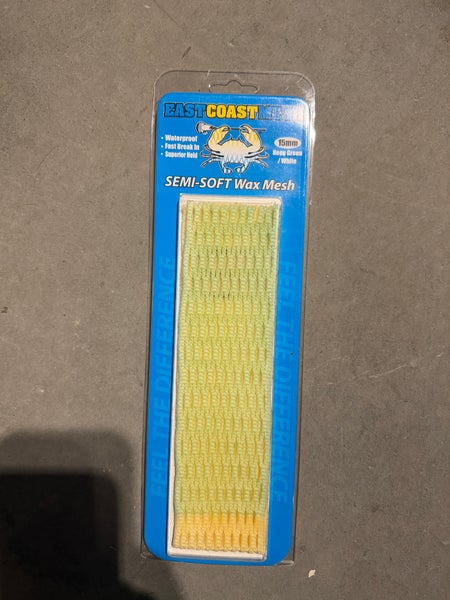 EAST COAST
• Waterproof
• Fast Break In
• Superior Hold
15mm
Neon Green
/ White
SEMI-SOFT Wax Mesh
FEEL THE DIFFERENCE
FEEL THE DIFFERENCE